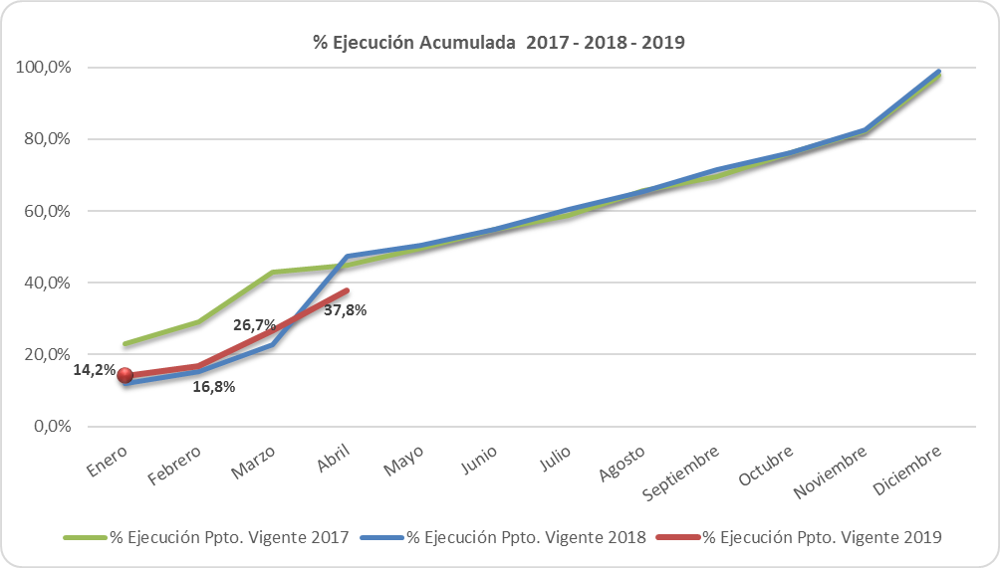 % Ejecución Acumulada 2017 - 2018 - 2019
100,0%
80,0%
60,0%
40,0%
20,0%
0,0%
14,2%
16,8%
26,7%
37,8%
Enero
Febrero
Marzo
Abril
Mayo
Junio
Julio
Agosto
Septiembre
Octubre
Noviembre
Diciembre
% Ejecución Ppto. Vigente 2017
% Ejecución Ppto. Vigente 2018
% Ejecución Ppto. Vigente 2019